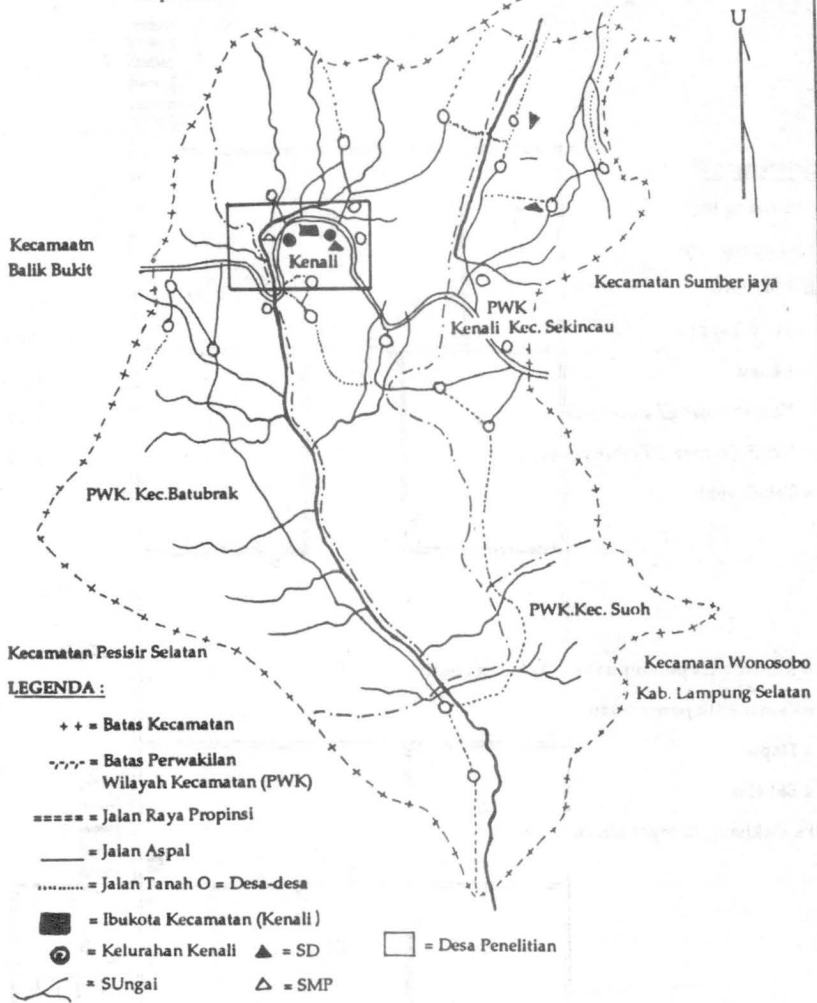 U
Kecamaatn
Balik Bukit
Kenali
Kecamatan Sumber jaya
PWK
Kenali Kec. Sekincau
PWK. Kec.Batubrak
PWK.Kec. Suoh
Kecamatan Pesisir Selatan
Kecamaan Wonosobo
Kab. Lampung Selatan
LEGENDA :
+ + = Batas Kecamatan
-,-,-,- = Batas Perwakilan
Wilayah Kecamatan (PWK)
===== = Jalan Raya Propinsi
____ = Jalan Aspal
......... = Jalan Tanah O = Desa-desa
= Ibukota Kecamatan (Kenali)
= Kelurahan Kenali ▲ = SD
= Desa Penelitian
= SUngai △ = SMP